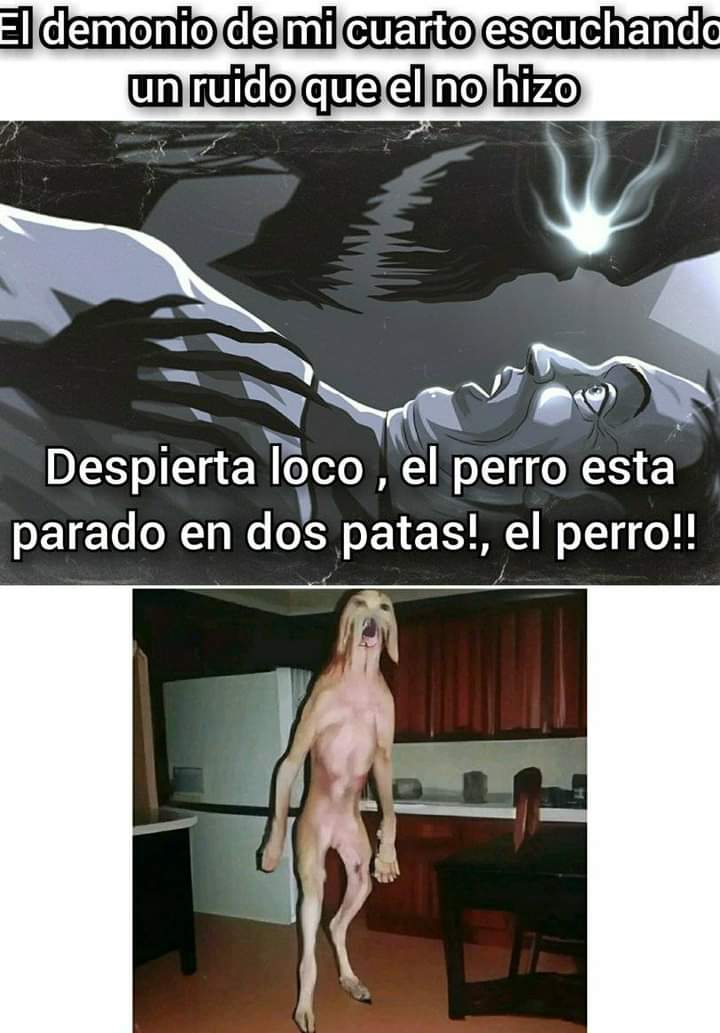 El demonio de mi cuarto escuchando
un ruido que el no hizo
Despierta loco , el perro esta
parado en dos patas!, el perro!!